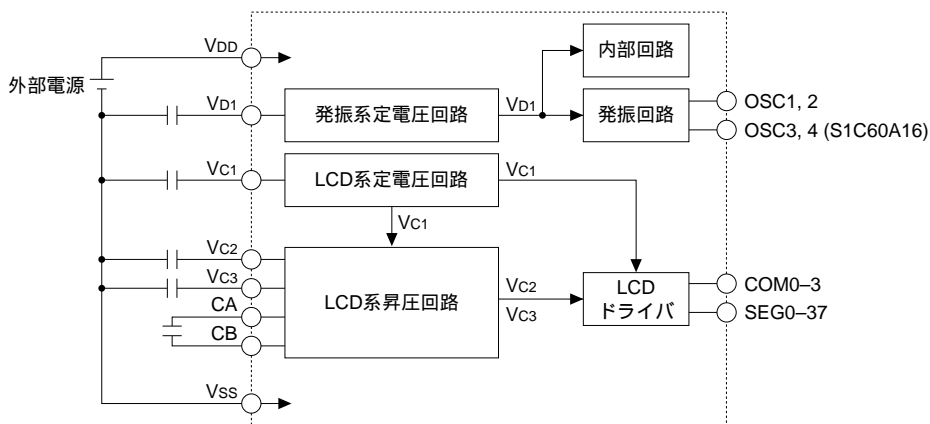 VDD
内部回路
外部電源
VD1
発振系定電圧回路
VD1
発振回路
OSC1, 2
OSC3, 4 (S1C60A16)
VC1
LCD系定電圧回路
VC1
VC1
VC2
VC3
CA
CB
LCD系昇圧回路
VC2
VC3
LCD
ドライバ
COM0–3
SEG0–37
VSS